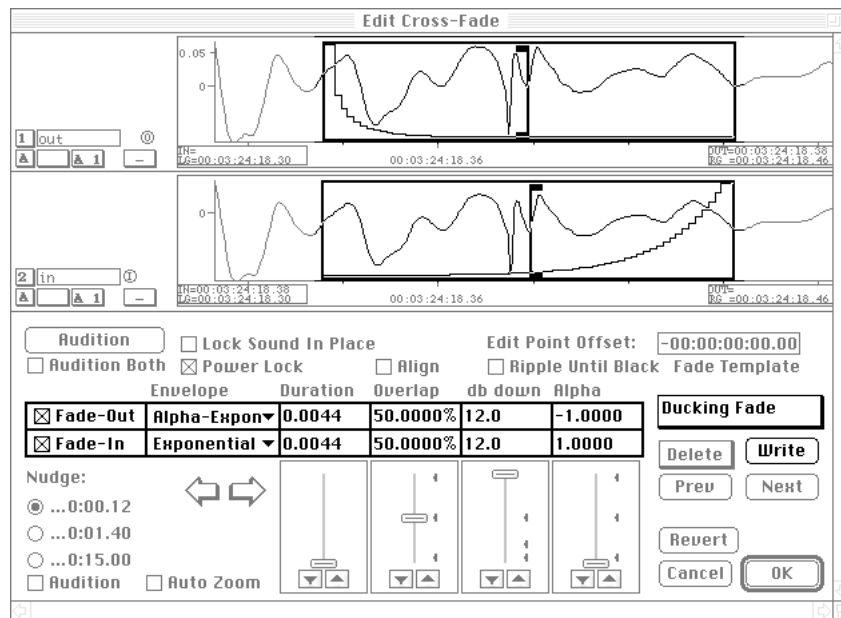 Edit Cross-Fade
0.05
0
1 out O
A A 1 –
IN=
LG=00:03:24:18.30
00:03:24:18.36
OUT=00:03:24:18.38
RG =00:03:24:18.46
0
2 in I
A A 1 –
IN=00:03:24:18.38
LG=00:03:24:18.30
00:03:24:18.36
OUT=
RG =00:03:24:18.46
Audition
Lock Sound In Place
Edit Point Offset: -00:00:00:00.00
Audition Both
Power Lock
Align
Ripple Until Black
Fade Template
Envelope Duration Overlap db down Alpha
Fade-Out Alpha-Expon 0.0044 50.0000% 12.0 -1.0000
Fade-In Exponential 0.0044 50.0000% 12.0 1.0000
Ducking Fade
Delete Write
Prev Next
Nudge:
...0:00.12
...0:01.40
...0:15.00
Audition Auto Zoom
Revert
Cancel OK